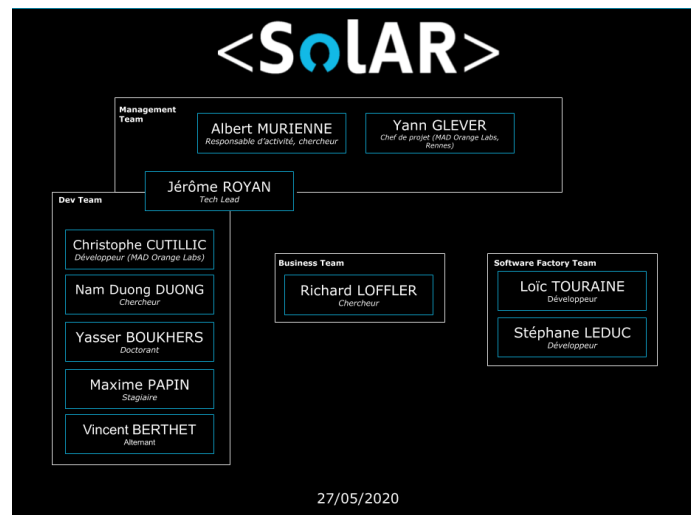 <SolAR>
Management
Team
Albert MURIENNE
Responsable d'activité, chercheur
Yann GLEVER
Chef de projet (MAD Orange Labs,
Rennes)
Jérôme ROYAN
Tech Lead
Dev Team
Christophe CUTILLIC
Développeur (MAD Orange Labs)
Nam Duong DUONG
Chercheur
Yasser BOUKHERS
Doctorant
Maxime PAPIN
Stagiaire
Vincent BERTHET
Alternant
Business Team
Richard LOFFLER
Chercheur
Software Factory Team
Loïc TOURAINE
Développeur
Stéphane LEDUC
Développeur
27/05/2020